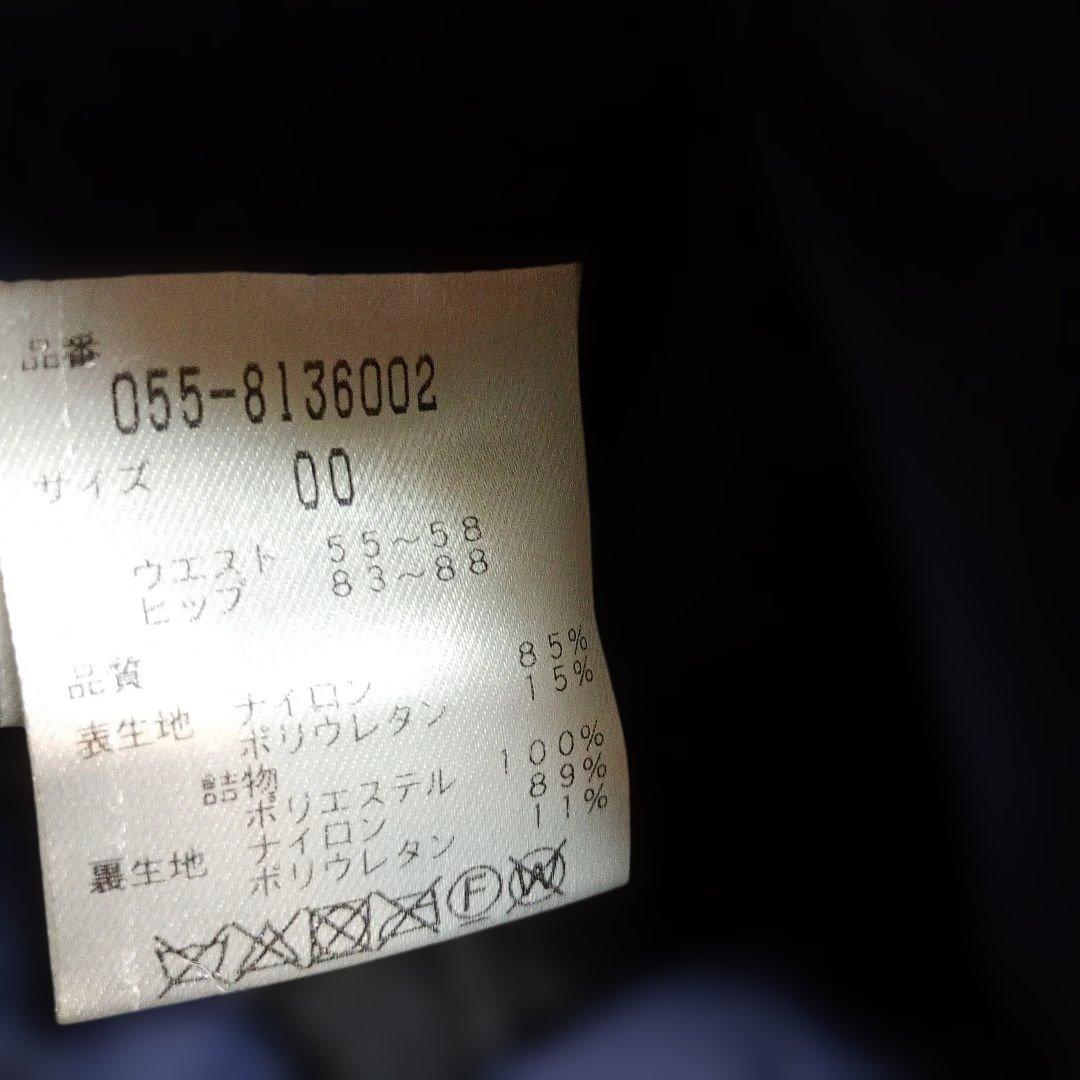 品番
055-8136002
サイズ 00
ウエスト 55~58
ヒップ 83~88
品質
表生地 ナイロン 85%
ポリウレタン 15%
詰物
ポリエステル 100%
裏生地 ナイロン 89%
ポリウレタン 11%
F W